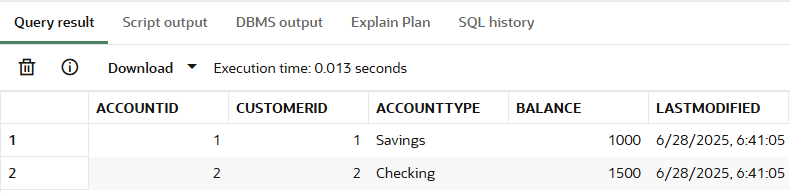 Query result Script output DBMS output Explain Plan SQL history
Download Execution time: 0.013 seconds
ACCOUNTID CUSTOMERID ACCOUNTTYPE BALANCE LASTMODIFIED
1 1 1 Savings 1000 6/28/2025, 6:41:05
2 2 2 Checking 1500 6/28/2025, 6:41:05